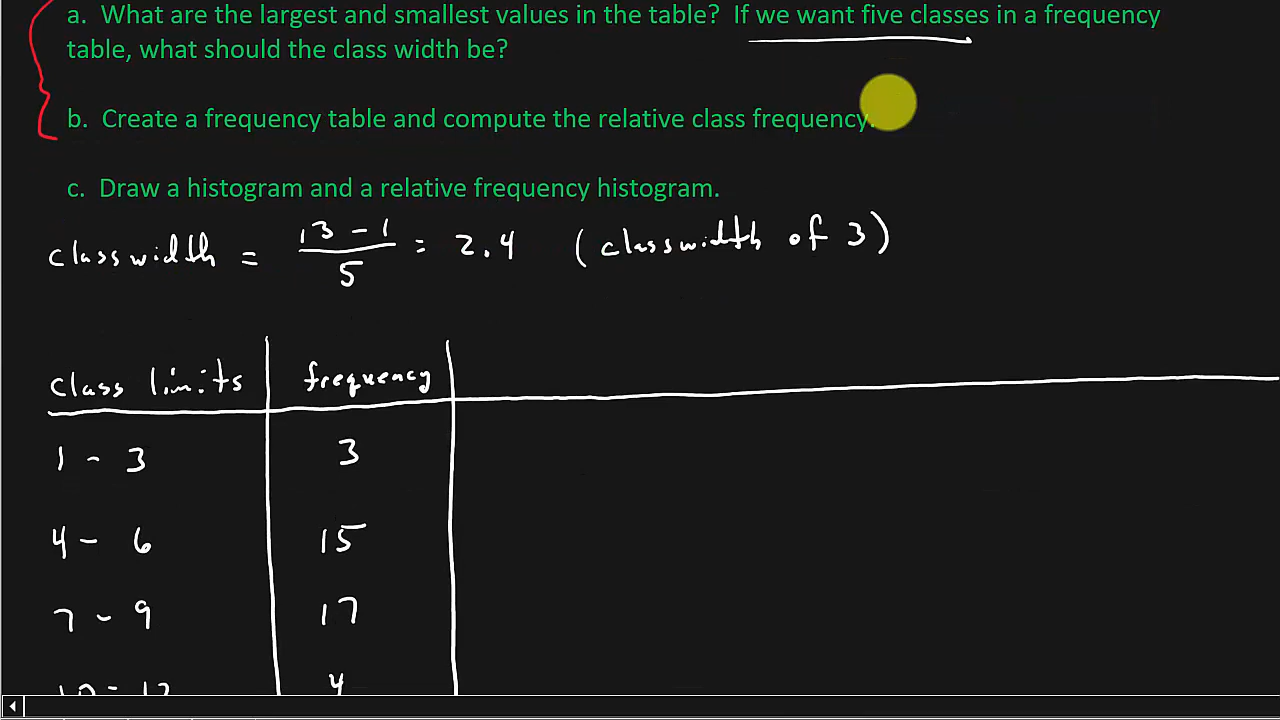 a. What are the largest and smallest values in the table? If we want five classes in a frequency
table, what should the class width be?
b. Create a frequency table and compute the relative class frequency.
c. Draw a histogram and a relative frequency histogram.
classwidth = 13 - 1 / 5 = 2.4 (classwidth of 3)
class limits frequency
1 - 3 3
4 - 6 15
7 - 9 17
10 - 12 4